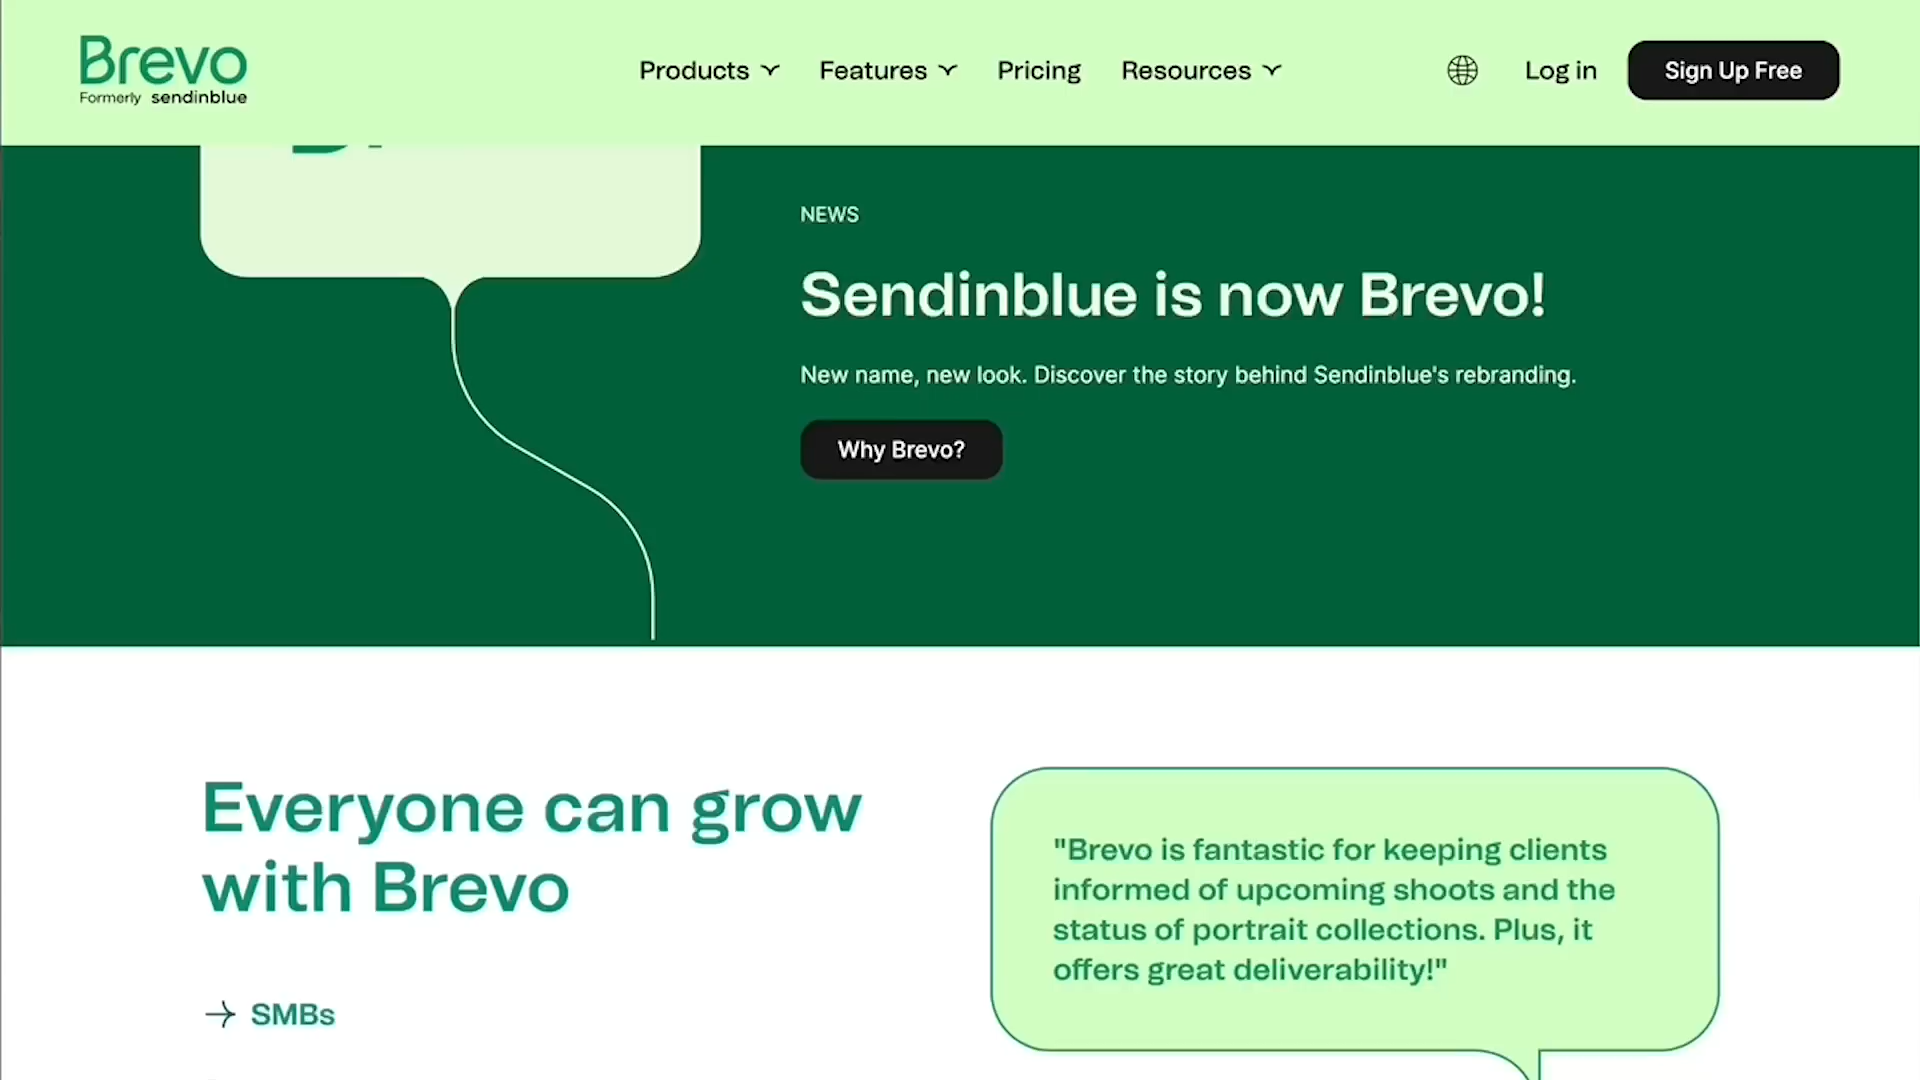 Brevo
Formerly sendinblue
Products
Features
Pricing
Resources
Log in
Sign Up Free
NEWS
Sendinblue is now Brevo!
New name, new look. Discover the story behind Sendinblue's rebranding.
Why Brevo?
Everyone can grow
with Brevo
SMBs
"Brevo is fantastic for keeping clients
informed of upcoming shoots and the
status of portrait collections. Plus, it
offers great deliverability!"